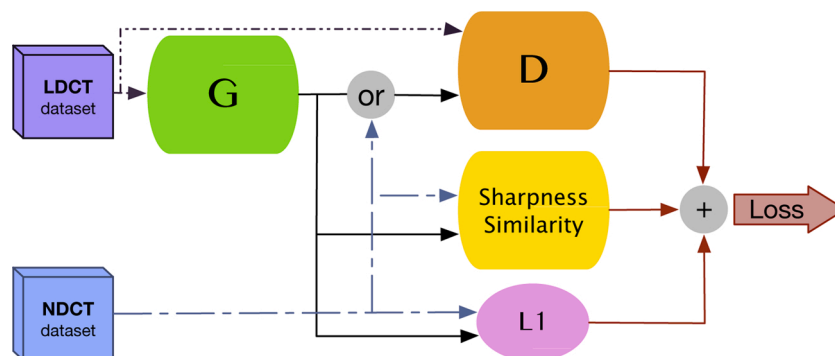 LDCT
dataset
G
or
D
Sharpness
Similarity
+
Loss
NDCT
dataset
L1